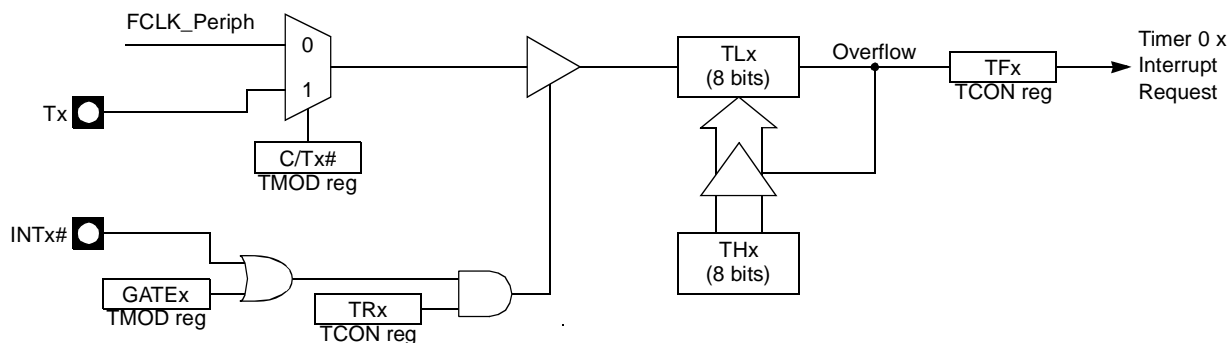 FCLK_Periph
0
1
Tx
C/Tx#
TMOD reg
TLx
(8 bits)
Overflow
TFx
TCON reg
Timer 0 x
Interrupt
Request
INTx#
GATEx
TMOD reg
TRx
TCON reg
THx
(8 bits)